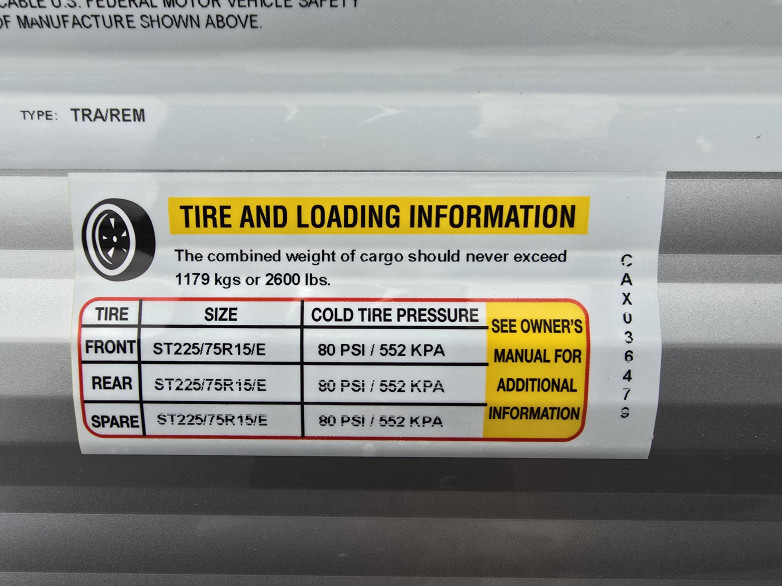 CABLE U.S. FEDERAL MOTOR VEHICLE SAFETY
OF MANUFACTURE SHOWN ABOVE.
TYPE: TRA/REM
TIRE AND LOADING INFORMATION
The combined weight of cargo should never exceed
1179 kgs or 2600 lbs.
TIRE SIZE COLD TIRE PRESSURE
FRONT ST225/75R15/E 80 PSI / 552 KPA
REAR ST225/75R15/E 80 PSI / 552 KPA
SPARE ST225/75R15/E 80 PSI / 552 KPA
SEE OWNER'S
MANUAL FOR
ADDITIONAL
INFORMATION
CAX036479